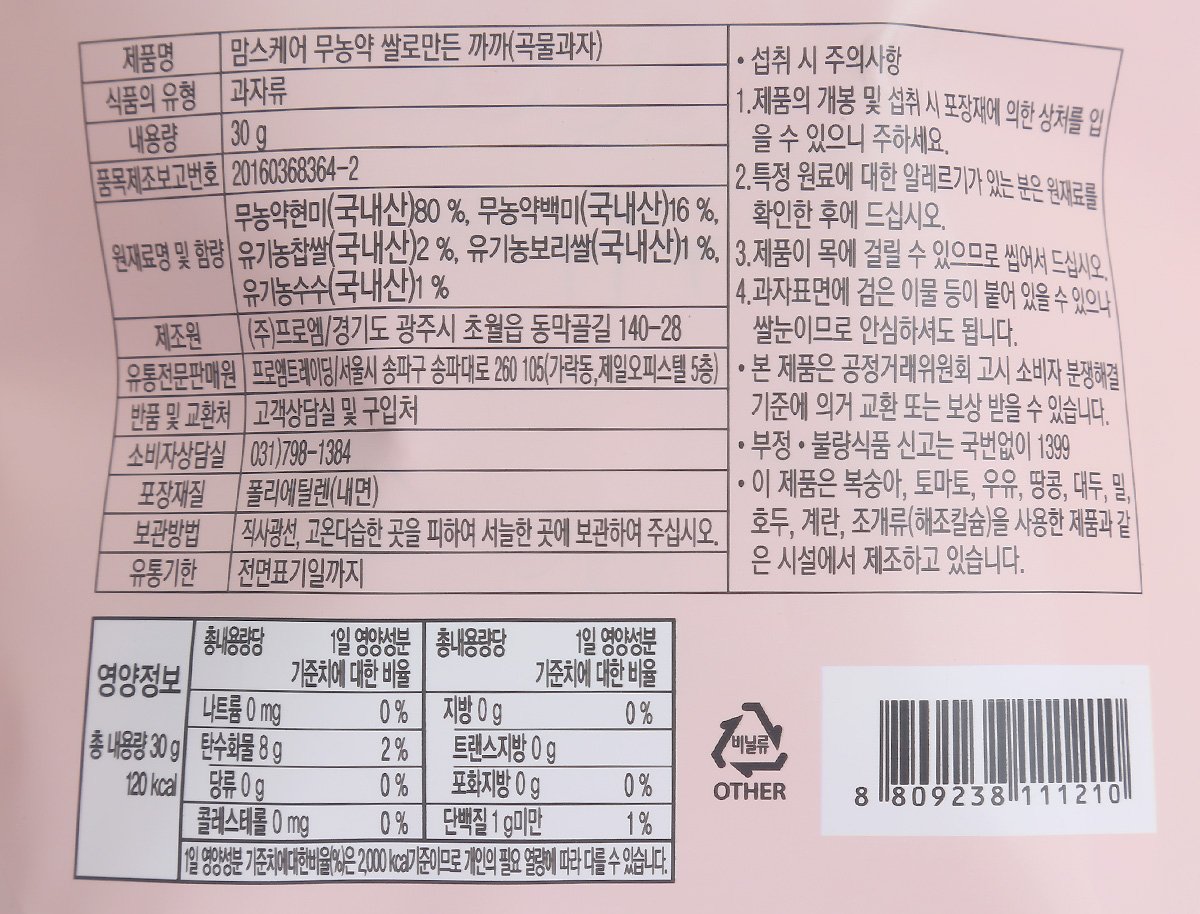 제품명 맘스케어 무농약 쌀로만든 까까(곡물과자)
식품의 유형 과자류
내용량 30 g
품목제조보고번호 20160368364-2
원재료명 및 함량 무농약현미(국내산)80 %, 무농약백미(국내산)16 %,
유기농찹쌀(국내산)2 %, 유기농보리쌀(국내산)1 %,
유기농수수(국내산)1 %
제조원 (주)프로엠/경기도 광주시 초월읍 동막골길 140-28
유통전문판매원 프로엠트레이딩/서울시 송파구 송파대로 260 105(가락동,제일오피스텔 5층)
반품 및 교환처 고객상담실 및 구입처
소비자상담실 031)798-1384
포장재질 폴리에틸렌(내면)
보관방법 직사광선, 고온다습한 곳을 피하여 서늘한 곳에 보관하여 주십시오.
유통기한 전면표기일까지
• 섭취 시 주의사항
1.제품의 개봉 및 섭취 시 포장재에 의한 상처를 입
을 수 있으니 주하세요.
2.특정 원료에 대한 알레르기가 있는 분은 원재료를
확인한 후에 드십시오.
3.제품이 목에 걸릴 수 있으므로 씹어서 드십시오.
4.과자표면에 검은 이물 등이 붙어 있을 수 있으나
쌀눈이므로 안심하셔도 됩니다.
• 본 제품은 공정거래위원회 고시 소비자 분쟁해결
기준에 의거 교환 또는 보상 받을 수 있습니다.
• 부정 • 불량식품 신고는 국번없이 1399
• 이 제품은 복숭아, 토마토, 우유, 땅콩, 대두, 밀,
호두, 계란, 조개류(해조칼슘)을 사용한 제품과 같
은 시설에서 제조하고 있습니다.
영양정보
총 내용량 30 g
120 kcal
총내용량당 1일 영양성분
기준치에 대한 비율
나트륨 0 mg 0 %
탄수화물 8 g 2 %
당류 0 g 0 %
콜레스테롤 0 mg 0 %
총내용량당 1일 영양성분
기준치에 대한 비율
지방 0 g 0 %
트랜스지방 0 g
포화지방 0 g 0 %
단백질 1 g미만 1 %
1일 영양성분 기준치에대한비율(%)은 2,000 kcal기준이므로 개인의 필요 열량에 따라 다를 수 있습니다.
비닐류
OTHER
8 809238 111210